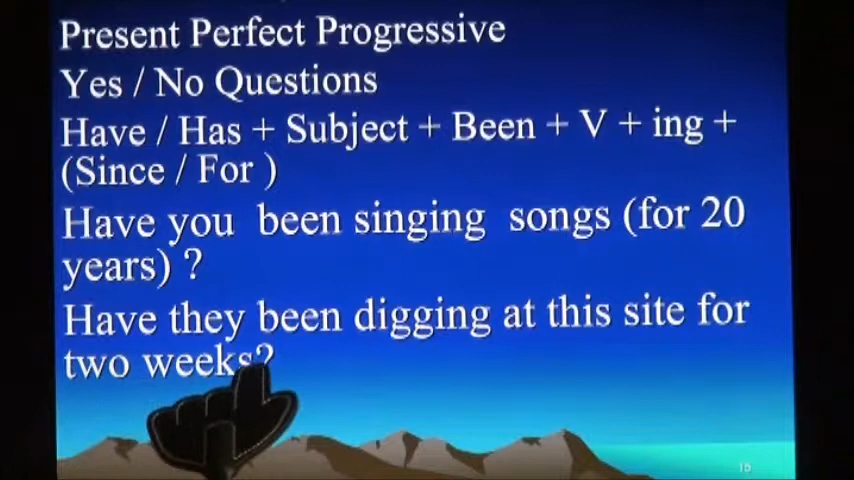 Present Perfect Progressive
Yes / No Questions
Have / Has + Subject + Been + V + ing +
(Since / For )
Have you been singing songs (for 20
years) ?
Have they been digging at this site for
two weeks?
16